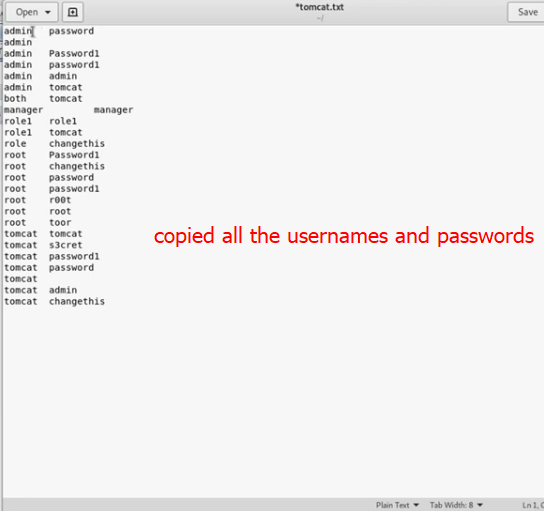 Open
*tomcat.txt
~/
Save
admin password
admin
admin Password1
admin password1
admin admin
admin tomcat
both tomcat
manager manager
role1 role1
role1 tomcat
role changethis
root Password1
root changethis
root password
root password1
root r00t
root root
root toor
tomcat tomcat
tomcat s3cret
tomcat password1
tomcat password
tomcat
tomcat admin
tomcat changethis
copied all the usernames and passwords
Plain Text Tab Width: 8 Ln 1,